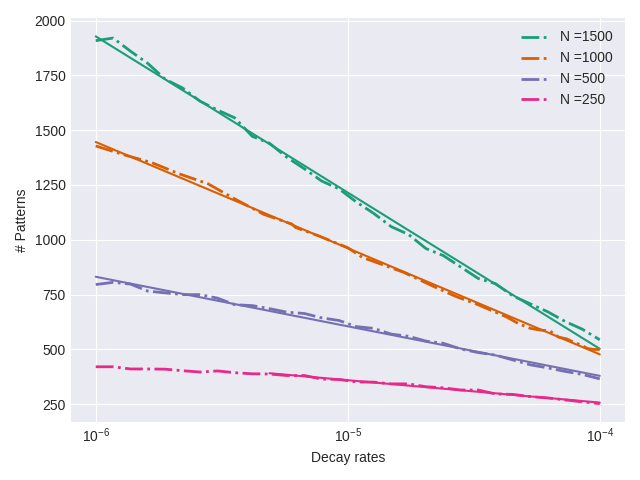 2000
1750
1500
1250
1000
750
500
250
# Patterns
10⁻⁶
10⁻⁵
10⁻⁴
Decay rates
N =1500
N =1000
N =500
N =250